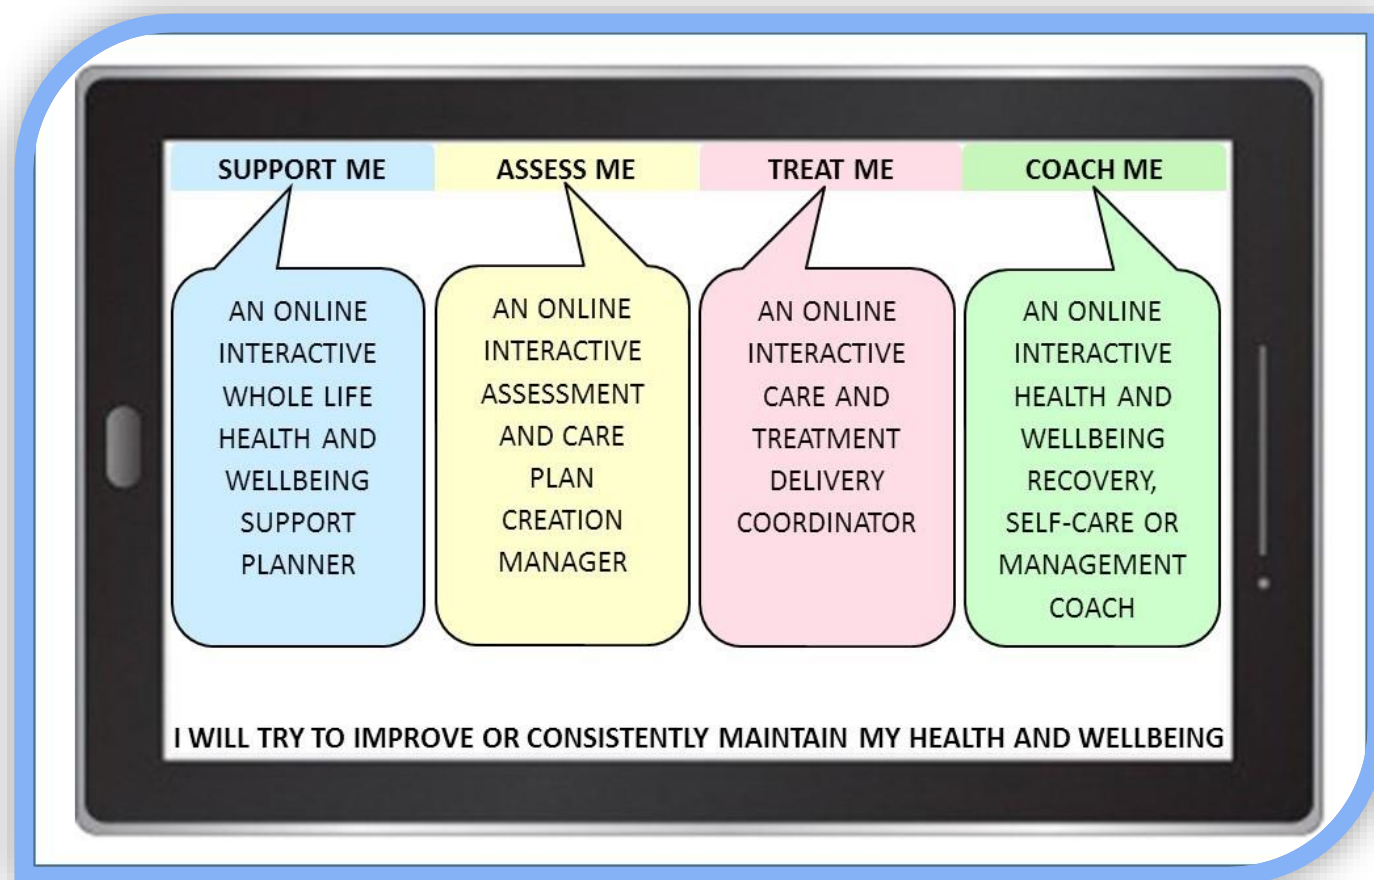 SUPPORT ME
ASSESS ME
TREAT ME
COACH ME
AN ONLINE
INTERACTIVE
WHOLE LIFE
HEALTH AND
WELLBEING
SUPPORT
PLANNER
AN ONLINE
INTERACTIVE
ASSESSMENT
AND CARE
PLAN
CREATION
MANAGER
AN ONLINE
INTERACTIVE
CARE AND
TREATMENT
DELIVERY
COORDINATOR
AN ONLINE
INTERACTIVE
HEALTH AND
WELLBEING
RECOVERY,
SELF-CARE OR
MANAGEMENT
COACH
I WILL TRY TO IMPROVE OR CONSISTENTLY MAINTAIN MY HEALTH AND WELLBEING